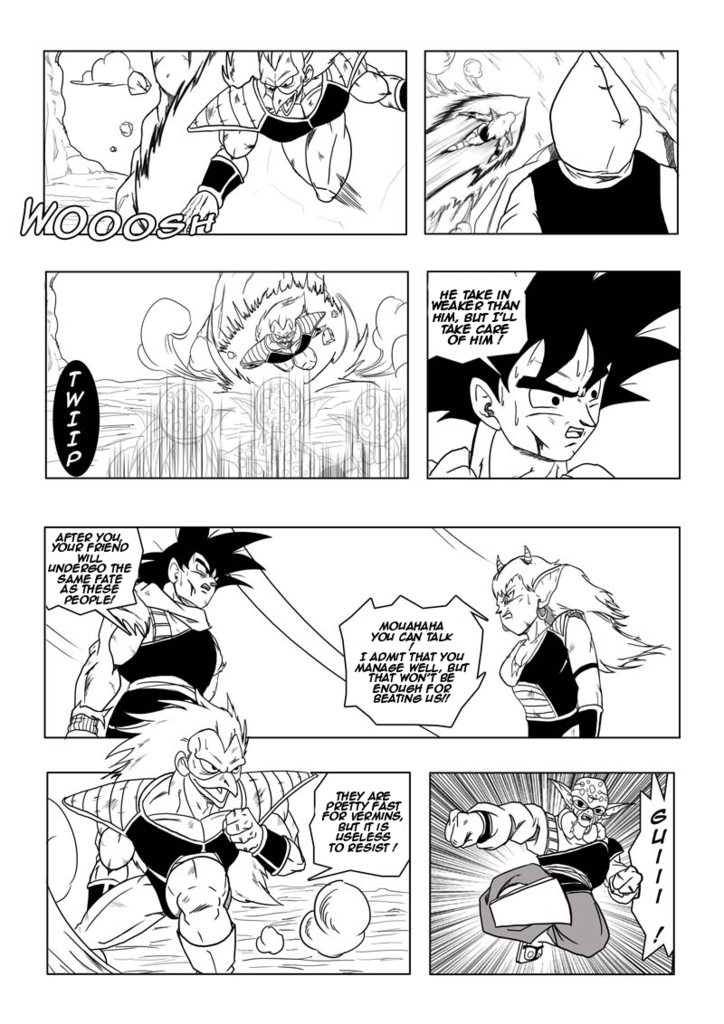 WOOOSH
TWIIP
HE TAKE IN
WEAKER THAN
HIM, BUT I'LL
TAKE CARE
OF HIM !
AFTER YOU,
YOUR FRIEND
WILL
UNDERGO THE
SAME FATE
AS THESE
PEOPLE!
MOUAHAHA
YOU CAN TALK
!
I ADMIT THAT YOU
MANAGE WELL, BUT
THAT WON'T BE
ENOUGH FOR
BEATING US!!
THEY ARE
PRETTY FAST
FOR VERMINS,
BUT IT IS
USELESS
TO RESIST !
GUIII !